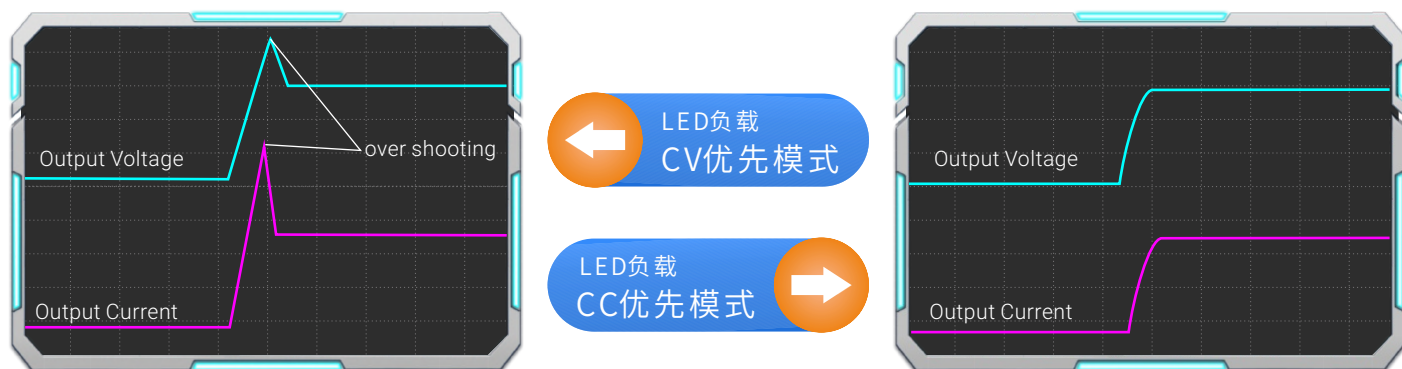 Output Voltage
over shooting
Output Current
LED负载
CV优先模式
LED负载
CC优先模式
Output Voltage
Output Current